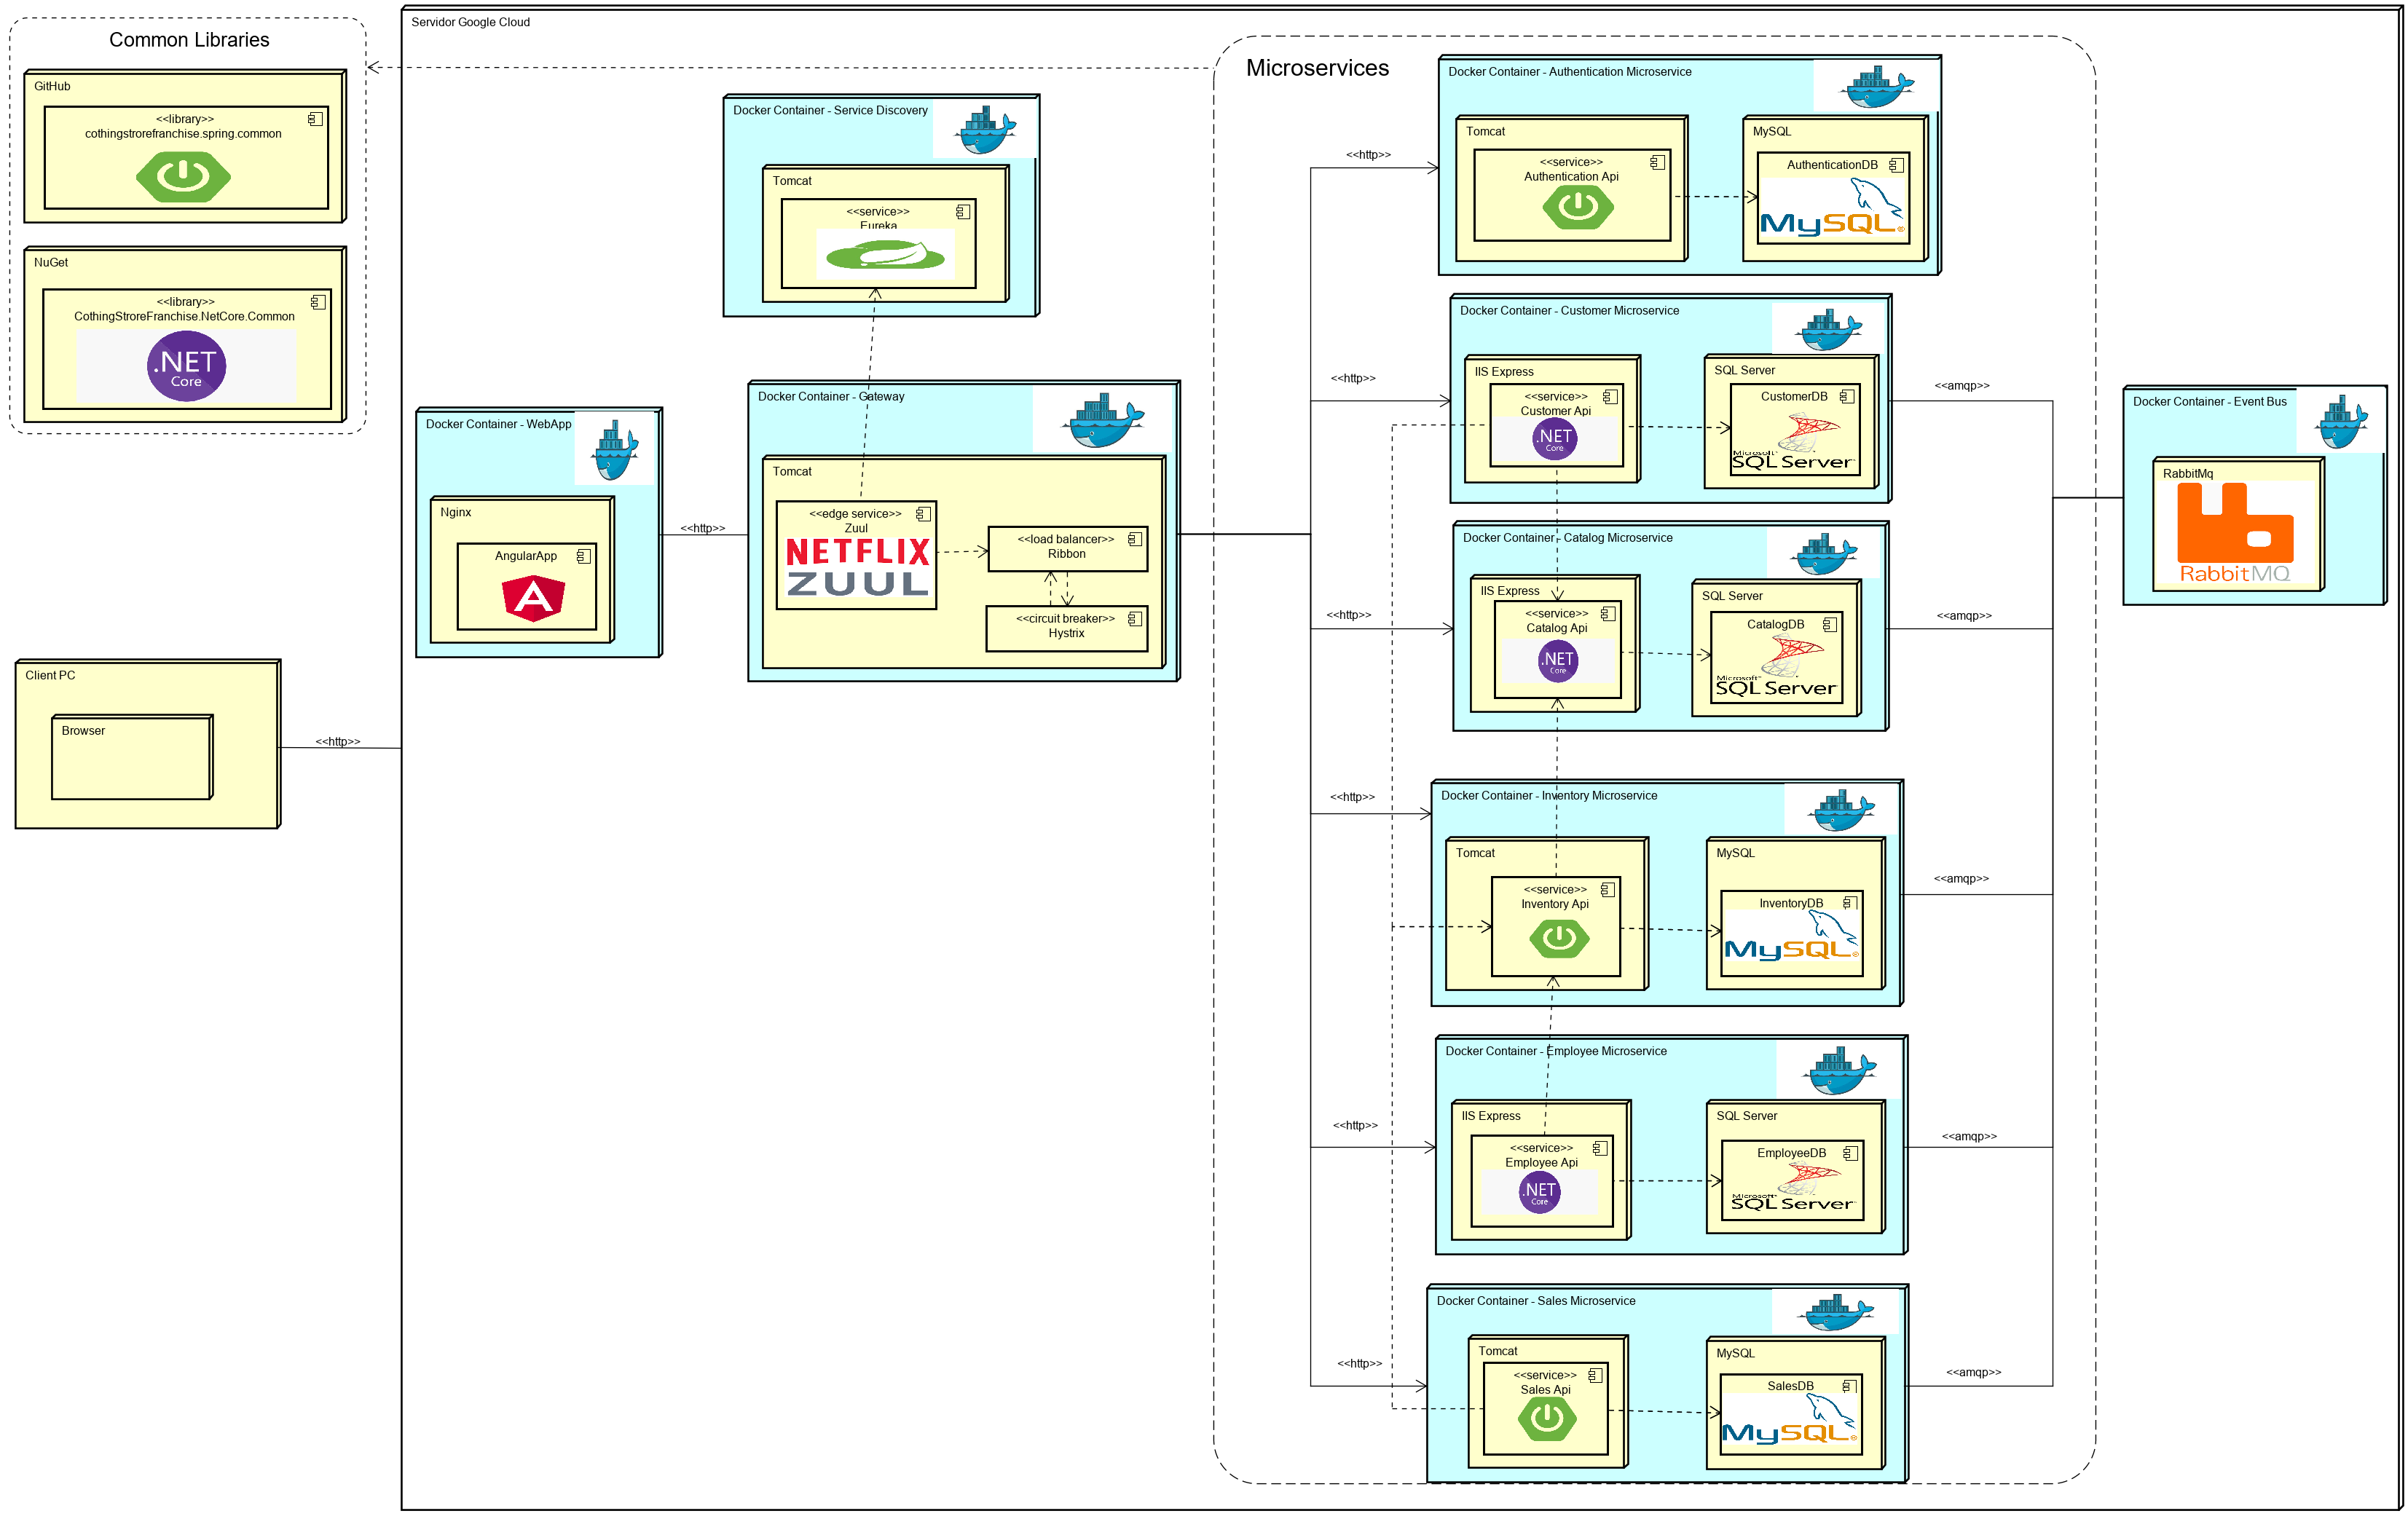 Servidor Google Cloud
Common Libraries
GitHub
<<library>>
cothingstrorefranchise.spring.common
NuGet
<<library>>
CothingStroreFranchise.NetCore.Common
.NET
Core
Client PC
Browser
<<http>>
Docker Container - WebApp
Nginx
AngularApp
A
<<http>>
Docker Container - Service Discovery
Tomcat
<<service>>
Eureka
Docker Container - Gateway
Tomcat
<<edge service>>
Zuul
NETFLIX
ZUUL
<<load balancer>>
Ribbon
<<circuit breaker>>
Hystrix
Microservices
<<http>>
Docker Container - Authentication Microservice
Tomcat
<<service>>
Authentication Api
MySQL
AuthenticationDB
MySQL®
<<http>>
Docker Container - Customer Microservice
IIS Express
<<service>>
Customer Api
.NET
Core
SQL Server
CustomerDB
Microsoft™
SQL Server
<<amqp>>
<<http>>
Docker Container - Catalog Microservice
IIS Express
<<service>>
Catalog Api
.NET
Core
SQL Server
CatalogDB
Microsoft™
SQL Server
<<amqp>>
<<http>>
Docker Container - Inventory Microservice
Tomcat
<<service>>
Inventory Api
MySQL
InventoryDB
MySQL®
<<amqp>>
<<http>>
Docker Container - Employee Microservice
IIS Express
<<service>>
Employee Api
.NET
Core
SQL Server
EmployeeDB
Microsoft™
SQL Server
<<amqp>>
<<http>>
Docker Container - Sales Microservice
Tomcat
<<service>>
Sales Api
MySQL
SalesDB
MySQL®
<<amqp>>
Docker Container - Event Bus
RabbitMq
RabbitMQ